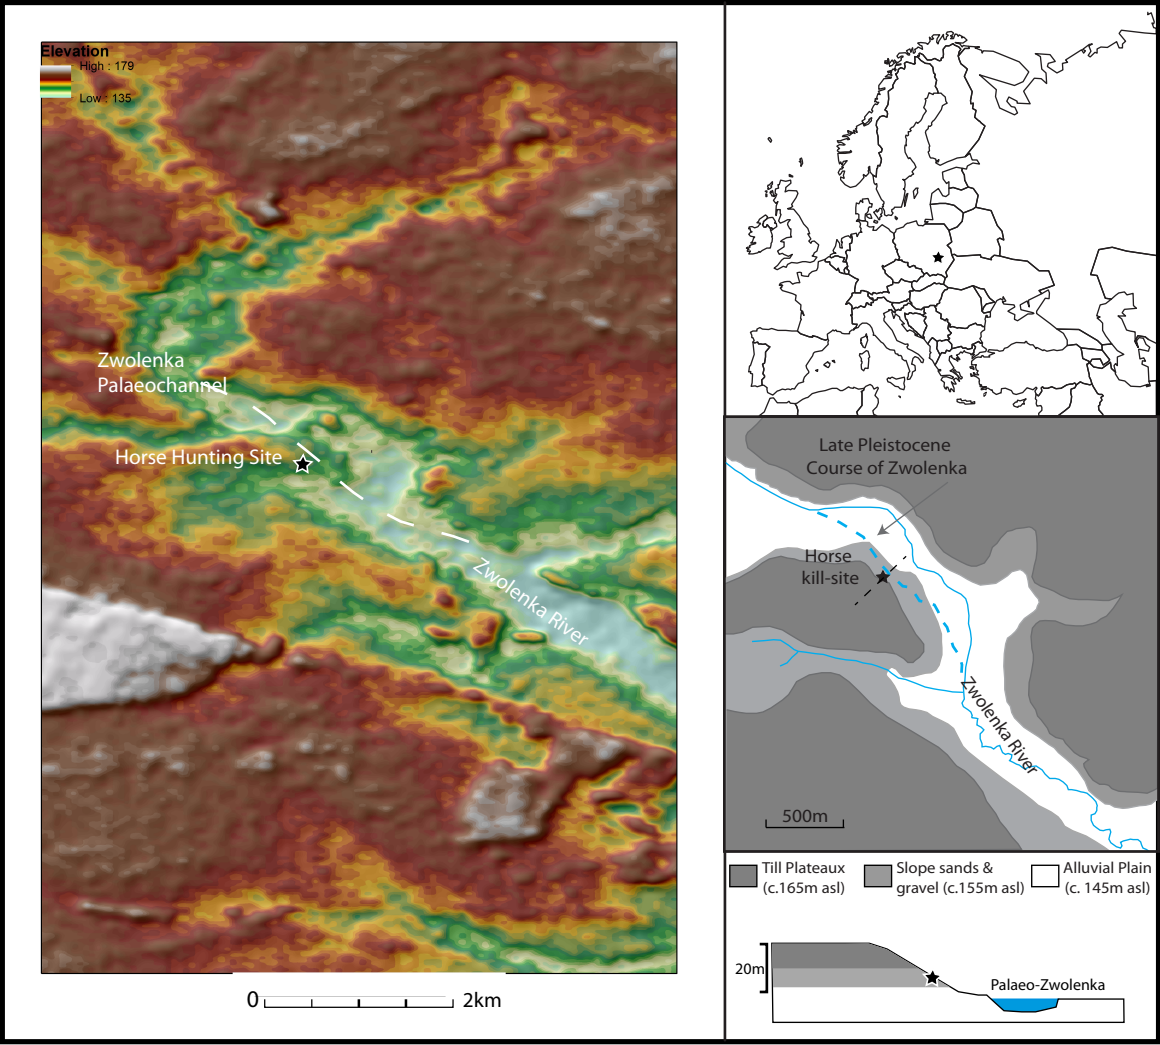 Elevation
High : 179
Low : 135
Zwolenka
Palaeochannel
Horse Hunting Site
Zwolenka River
0
2km
Late Pleistocene
Course of Zwolenka
Horse
kill-site
Zwolenka River
500m
Till Plateaux
(c.165m asl)
Slope sands &
gravel (c.155m asl)
Alluvial Plain
(c. 145m asl)
20m
Palaeo-Zwolenka